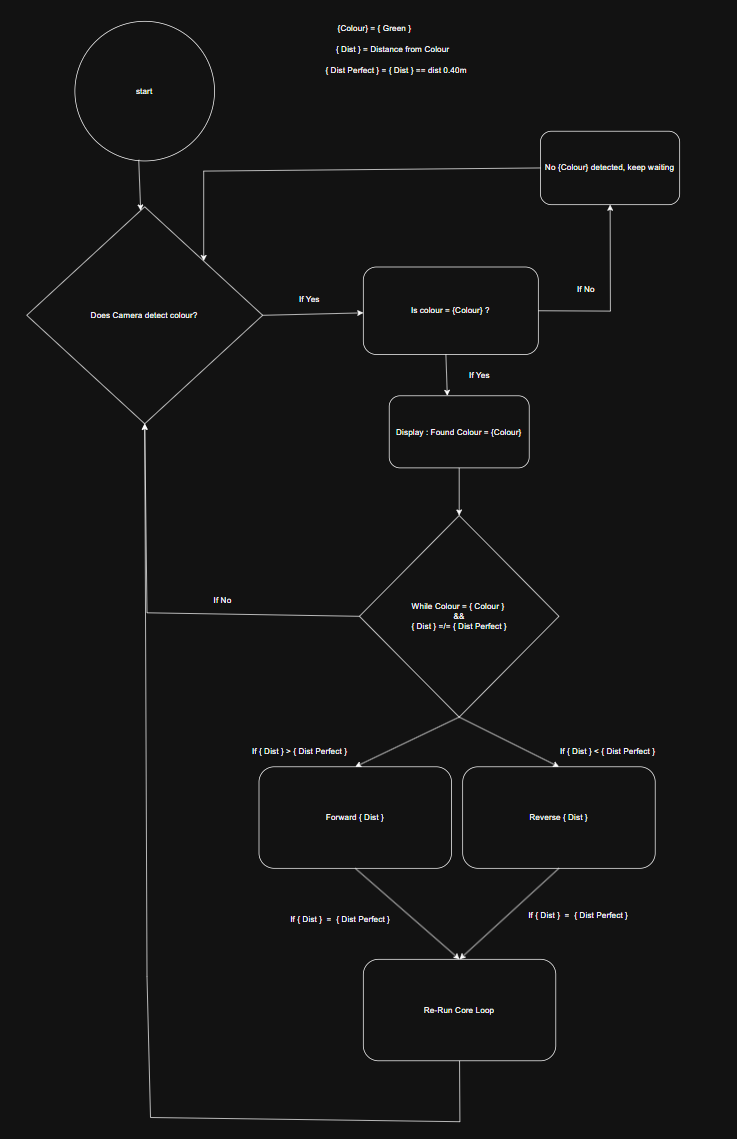 {Colour} = { Green }
{ Dist } = Distance from Colour
{ Dist Perfect } = { Dist } == dist 0.40m
start
No {Colour} detected, keep waiting
If No
If Yes
Does Camera detect colour?
Is colour = {Colour} ?
If Yes
Display : Found Colour = {Colour}
If No
While Colour = { Colour }
&&
{ Dist } =/= { Dist Perfect }
If { Dist } > { Dist Perfect }
If { Dist } < { Dist Perfect }
Forward { Dist }
Reverse { Dist }
If { Dist } = { Dist Perfect }
If { Dist } = { Dist Perfect }
Re-Run Core Loop